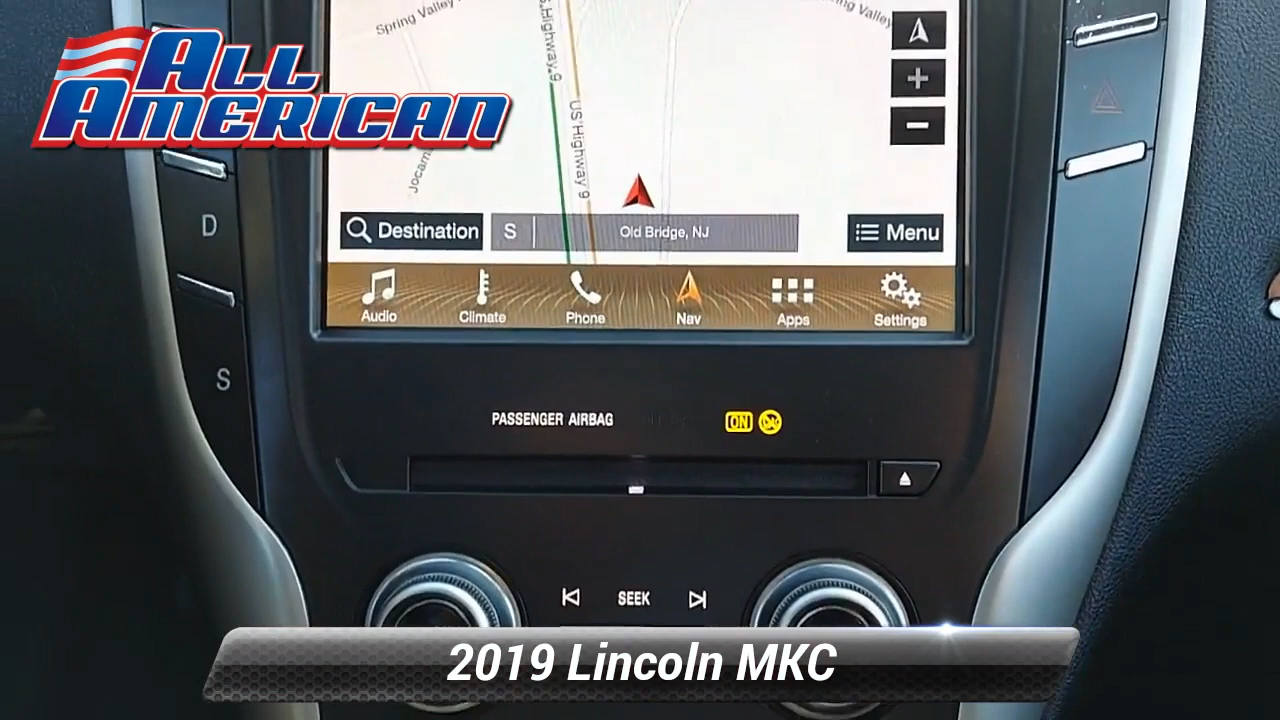 Spring Valley
Spring Valley
US Highway 9
US Highway 9
ALL
AMERICAN
Destination
S
Old Bridge, NJ
Menu
D
Audio
Climate
Phone
Nav
Apps
Settings
S
PASSENGER AIRBAG
ON
SEEK
2019 Lincoln MKC